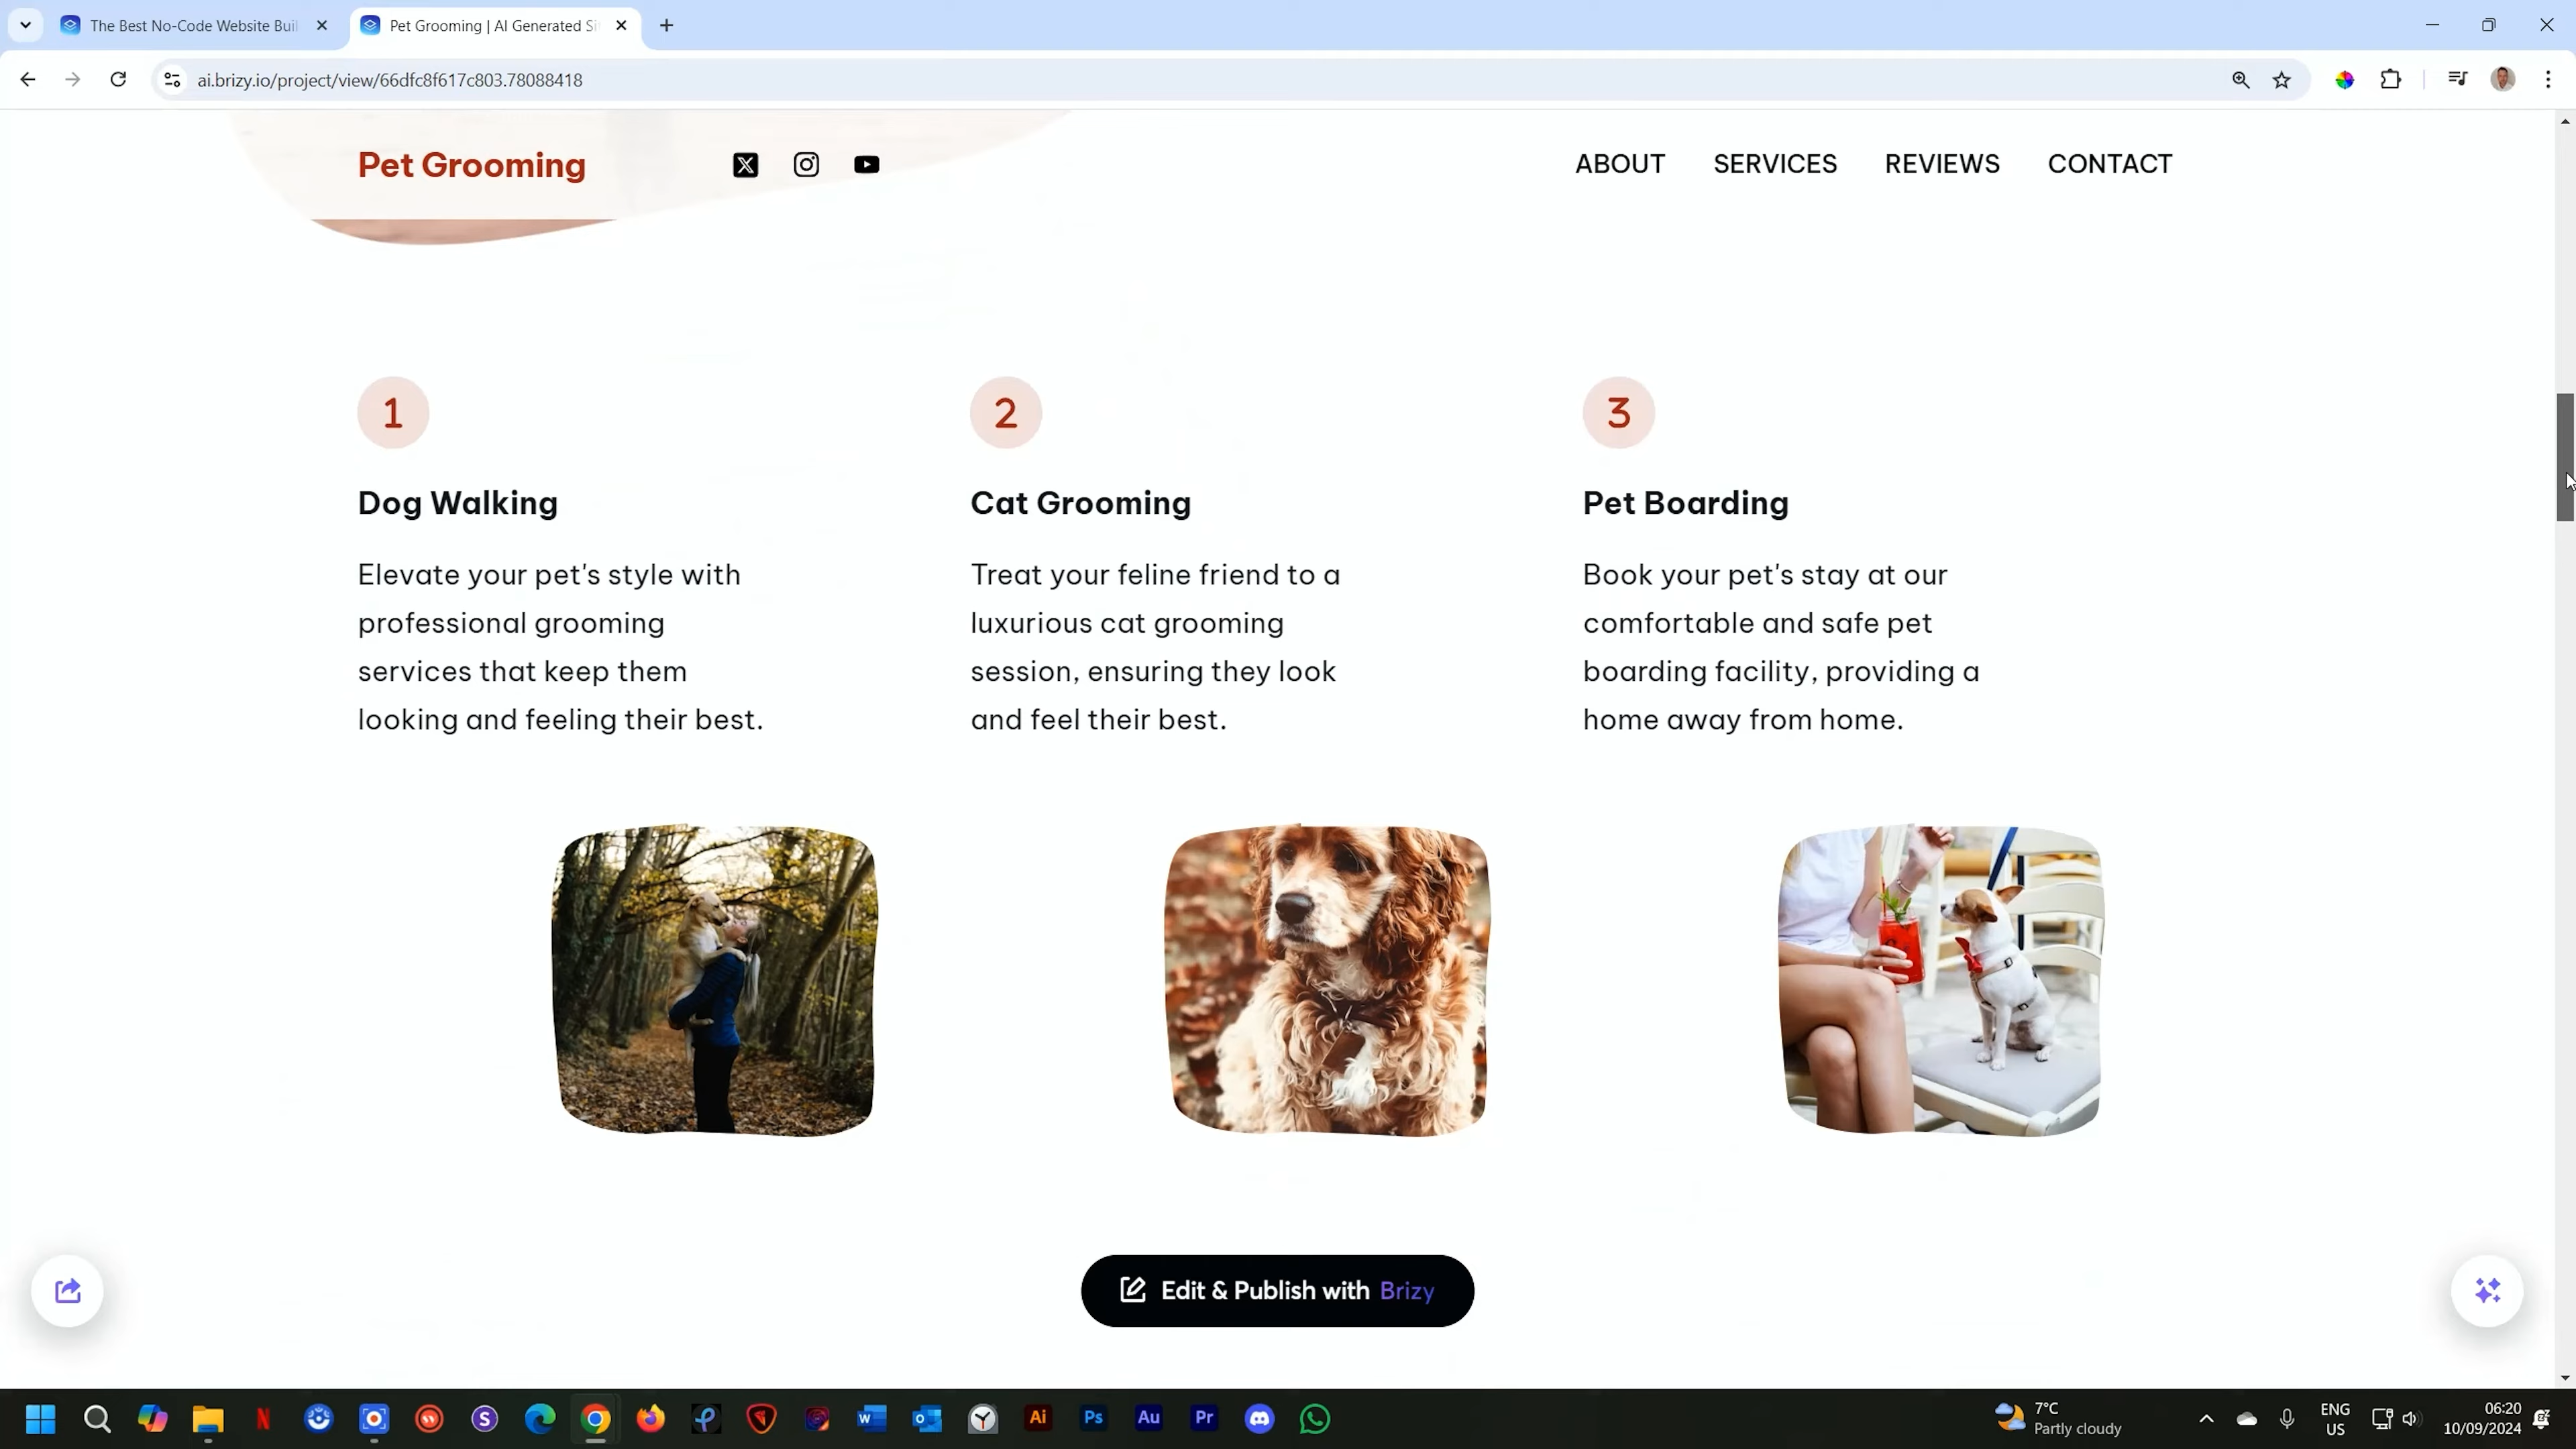 The Best No-Code Website Buil
Pet Grooming | AI Generated Si
ai.brizy.io/project/view/66dfc8f617c803.78088418
Pet Grooming
ABOUT SERVICES REVIEWS CONTACT
1
Dog Walking
Elevate your pet's style with
professional grooming
services that keep them
looking and feeling their best.
2
Cat Grooming
Treat your feline friend to a
luxurious cat grooming
session, ensuring they look
and feel their best.
3
Pet Boarding
Book your pet's stay at our
comfortable and safe pet
boarding facility, providing a
home away from home.
Edit & Publish with Brizy
7°C
Partly cloudy
ENG
US
06:20
10/09/2024